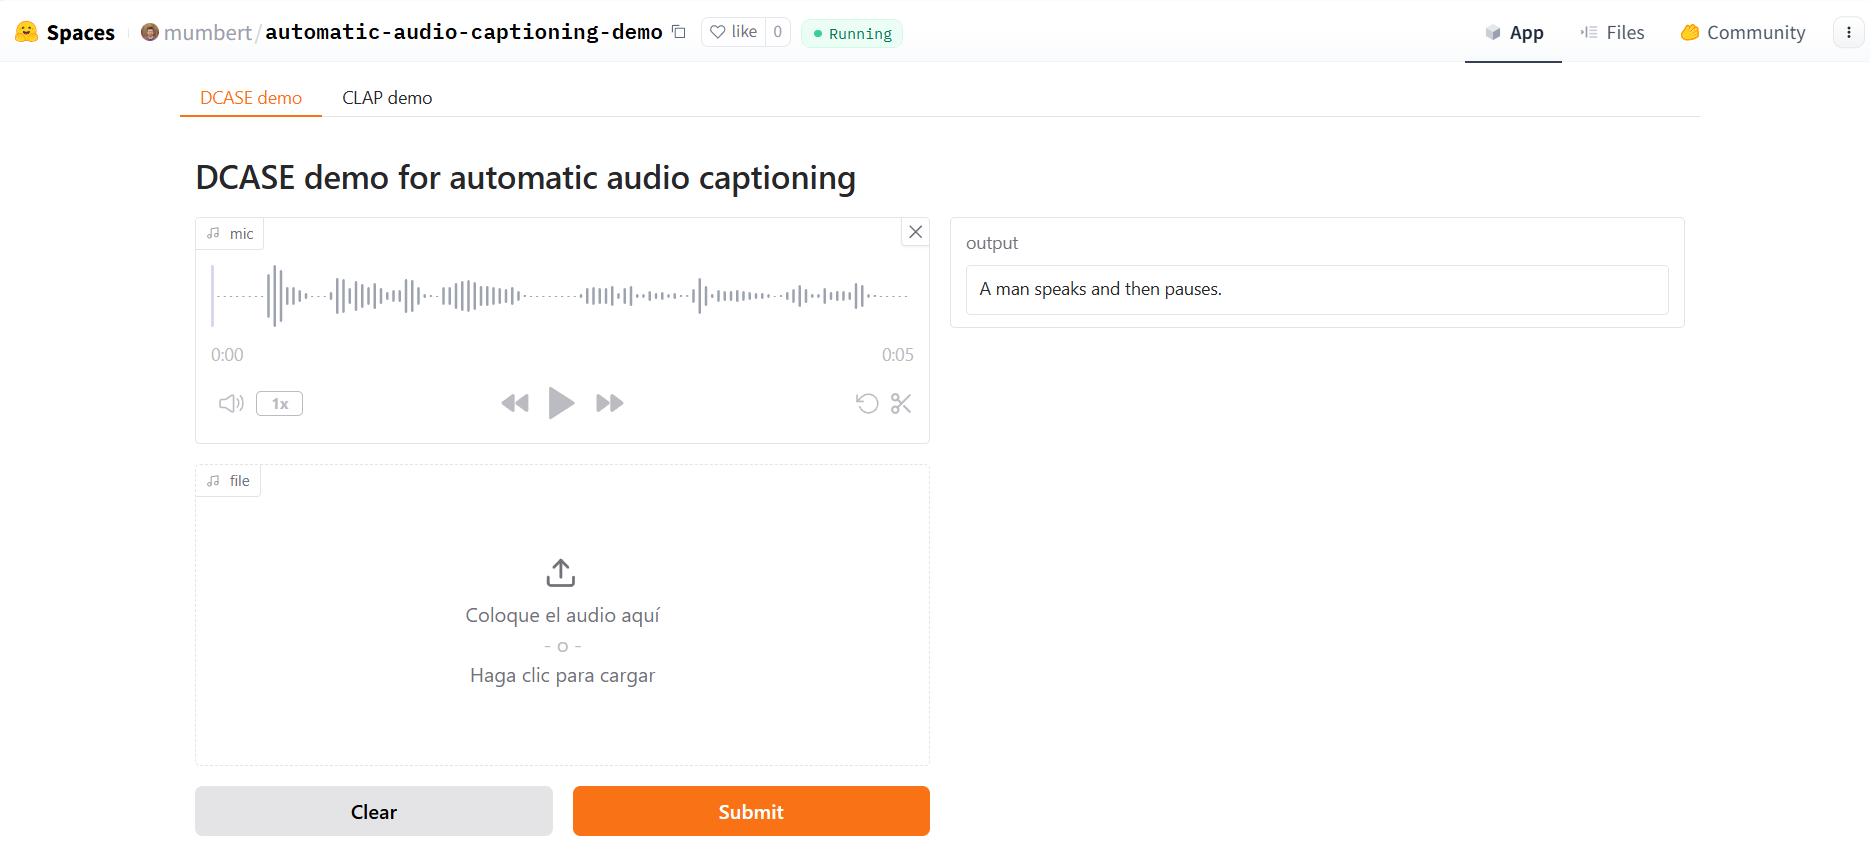 Spaces mumbert/automatic-audio-captioning-demo like 0 Running App Files Community
DCASE demo CLAP demo
DCASE demo for automatic audio captioning
mic
0:00 0:05
1x
output
A man speaks and then pauses.
file
Coloque el audio aquí
- o -
Haga clic para cargar
Clear Submit